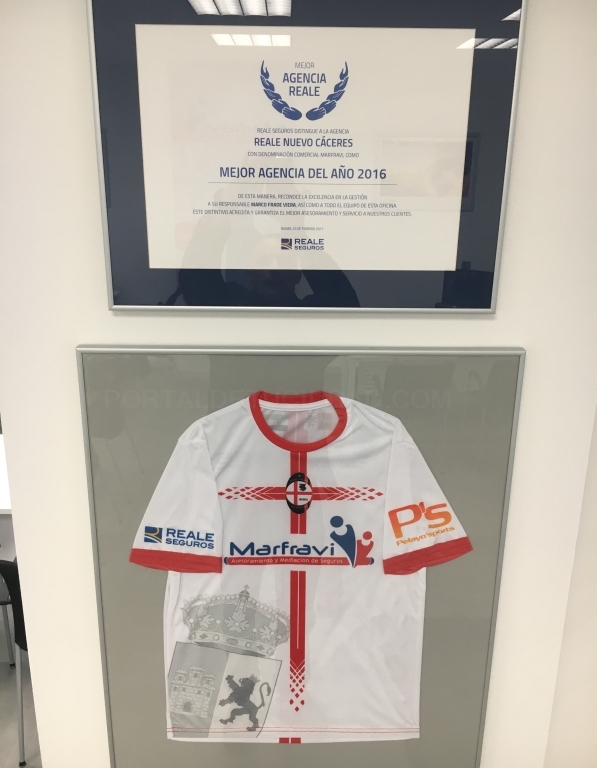 MEJOR
AGENCIA
REALE
REALE SEGUROS DISTINGUE A LA AGENCIA
REALE NUEVO CÁCERES
CON DENOMINACIÓN COMERCIAL MARFRAVI, COMO
MEJOR AGENCIA DEL AÑO 2016
DE ESTA MANERA, RECONOCE LA EXCELENCIA EN LA GESTIÓN
A SU RESPONSABLE MARCO FRADE VIERA, ASÍ COMO A TODO EL EQUIPO DE ESTA OFICINA
ESTE DISTINTIVO ACREDITA Y GARANTIZA EL MEJOR ASESORAMIENTO Y SERVICIO A NUESTROS CLIENTES.
REALE
SEGUROS
REALE
SEGUROS
Marfravi
Asesoramiento y Mediación de Seguros
P's
Pelayo Sports